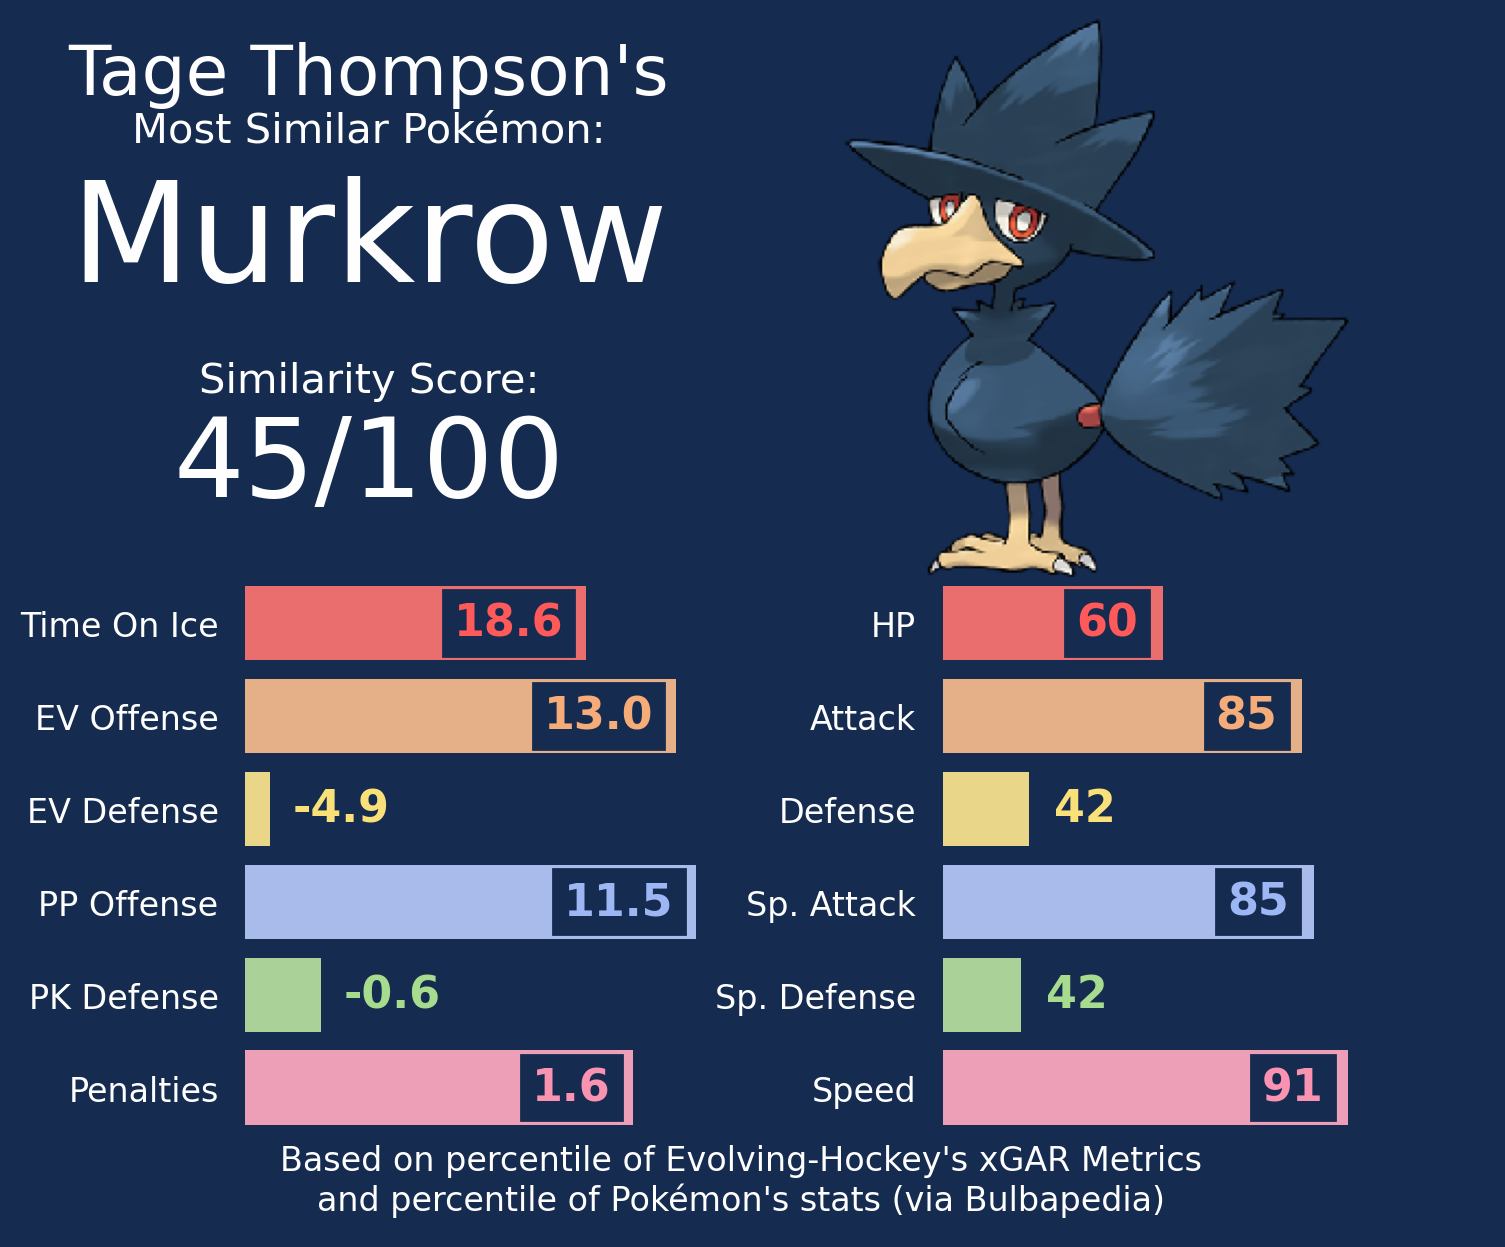 Tage Thompson's
Most Similar Pokémon:
Murkrow
Similarity Score:
45/100
Time On Ice 18.6
EV Offense 13.0
EV Defense -4.9
PP Offense 11.5
PK Defense -0.6
Penalties 1.6
HP 60
Attack 85
Defense 42
Sp. Attack 85
Sp. Defense 42
Speed 91
Based on percentile of Evolving-Hockey's xGAR Metrics
and percentile of Pokémon's stats (via Bulbapedia)